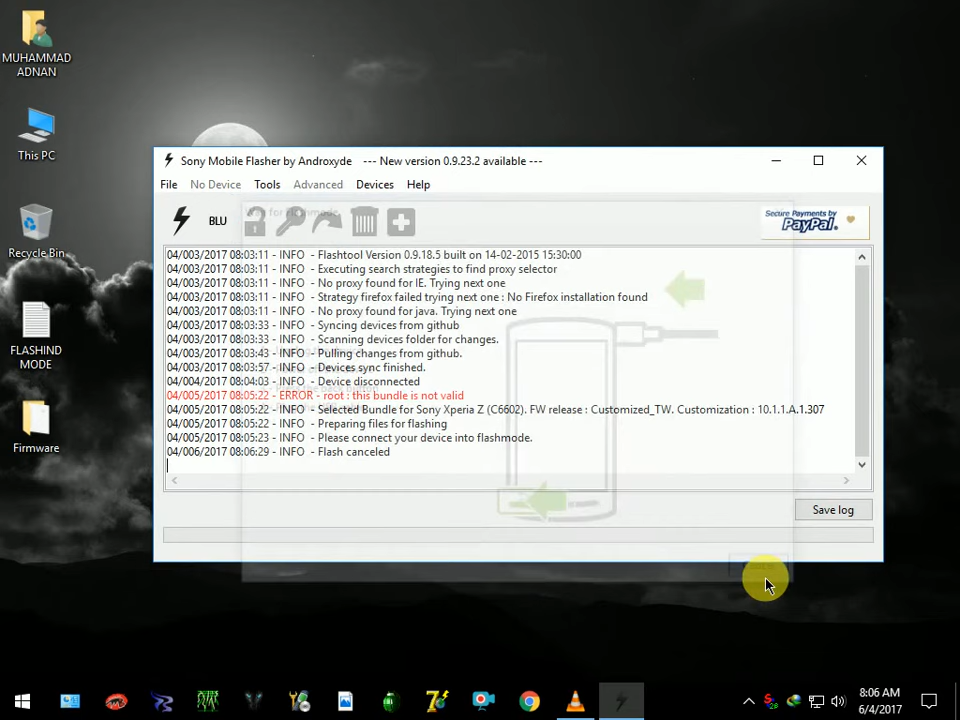 MUHAMMAD
ADNAN
This PC
Recycle Bin
FLASHIND
MODE
Firmware
Sony Mobile Flasher by Androxyde --- New version 0.9.23.2 available ---
File No Device Tools Advanced Devices Help
BLU
Secure Payments by
PayPal.
04/003/2017 08:03:11 - INFO - Flashtool Version 0.9.18.5 built on 14-02-2015 15:30:00
04/003/2017 08:03:11 - INFO - Executing search strategies to find proxy selector
04/003/2017 08:03:11 - INFO - No proxy found for IE. Trying next one
04/003/2017 08:03:11 - INFO - Strategy firefox failed trying next one : No Firefox installation found
04/003/2017 08:03:11 - INFO - No proxy found for java. Trying next one
04/003/2017 08:03:33 - INFO - Syncing devices from github
04/003/2017 08:03:33 - INFO - Scanning devices folder for changes.
04/003/2017 08:03:43 - INFO - Pulling changes from github.
04/003/2017 08:03:57 - INFO - Devices sync finished.
04/004/2017 08:04:03 - INFO - Device disconnected
04/005/2017 08:05:22 - ERROR - root : this bundle is not valid
04/005/2017 08:05:22 - INFO - Selected Bundle for Sony Xperia Z (C6602). FW release : Customized_TW. Customization : 10.1.1.A.1.307
04/005/2017 08:05:22 - INFO - Preparing files for flashing
04/005/2017 08:05:23 - INFO - Please connect your device into flashmode.
04/006/2017 08:06:29 - INFO - Flash canceled
Save log
8:06 AM
6/4/2017